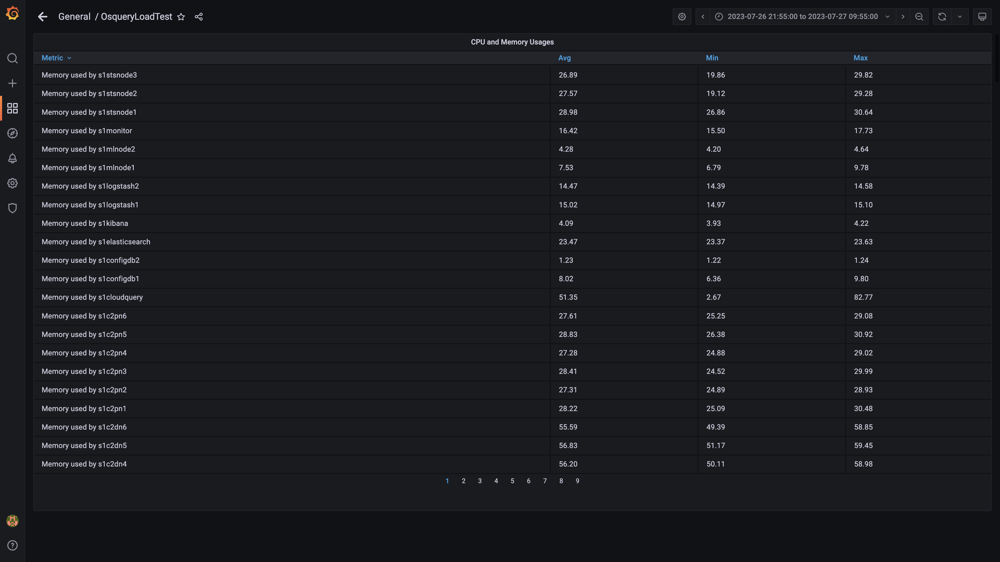 General / OsqueryLoadTest
2023-07-26 21:55:00 to 2023-07-27 09:55:00
CPU and Memory Usages
Metric Avg Min Max
Memory used by s1stsnode3 26.89 19.86 29.82
Memory used by s1stsnode2 27.57 19.12 29.28
Memory used by s1stsnode1 28.98 26.86 30.64
Memory used by s1monitor 16.42 15.50 17.73
Memory used by s1mlnode2 4.28 4.20 4.64
Memory used by s1mlnode1 7.53 6.79 9.78
Memory used by s1logstash2 14.47 14.39 14.58
Memory used by s1logstash1 15.02 14.97 15.10
Memory used by s1kibana 4.09 3.93 4.22
Memory used by s1elasticsearch 23.47 23.37 23.63
Memory used by s1configdb2 1.23 1.22 1.24
Memory used by s1configdb1 8.02 6.36 9.80
Memory used by s1cloudquery 51.35 2.67 82.77
Memory used by s1c2pn6 27.61 25.25 29.08
Memory used by s1c2pn5 28.83 26.38 30.92
Memory used by s1c2pn4 27.28 24.88 29.02
Memory used by s1c2pn3 28.41 24.52 29.99
Memory used by s1c2pn2 27.31 24.89 28.93
Memory used by s1c2pn1 28.22 25.09 30.48
Memory used by s1c2dn6 55.59 49.39 58.85
Memory used by s1c2dn5 56.83 51.17 59.45
Memory used by s1c2dn4 56.20 50.11 58.98
1 2 3 4 5 6 7 8 9